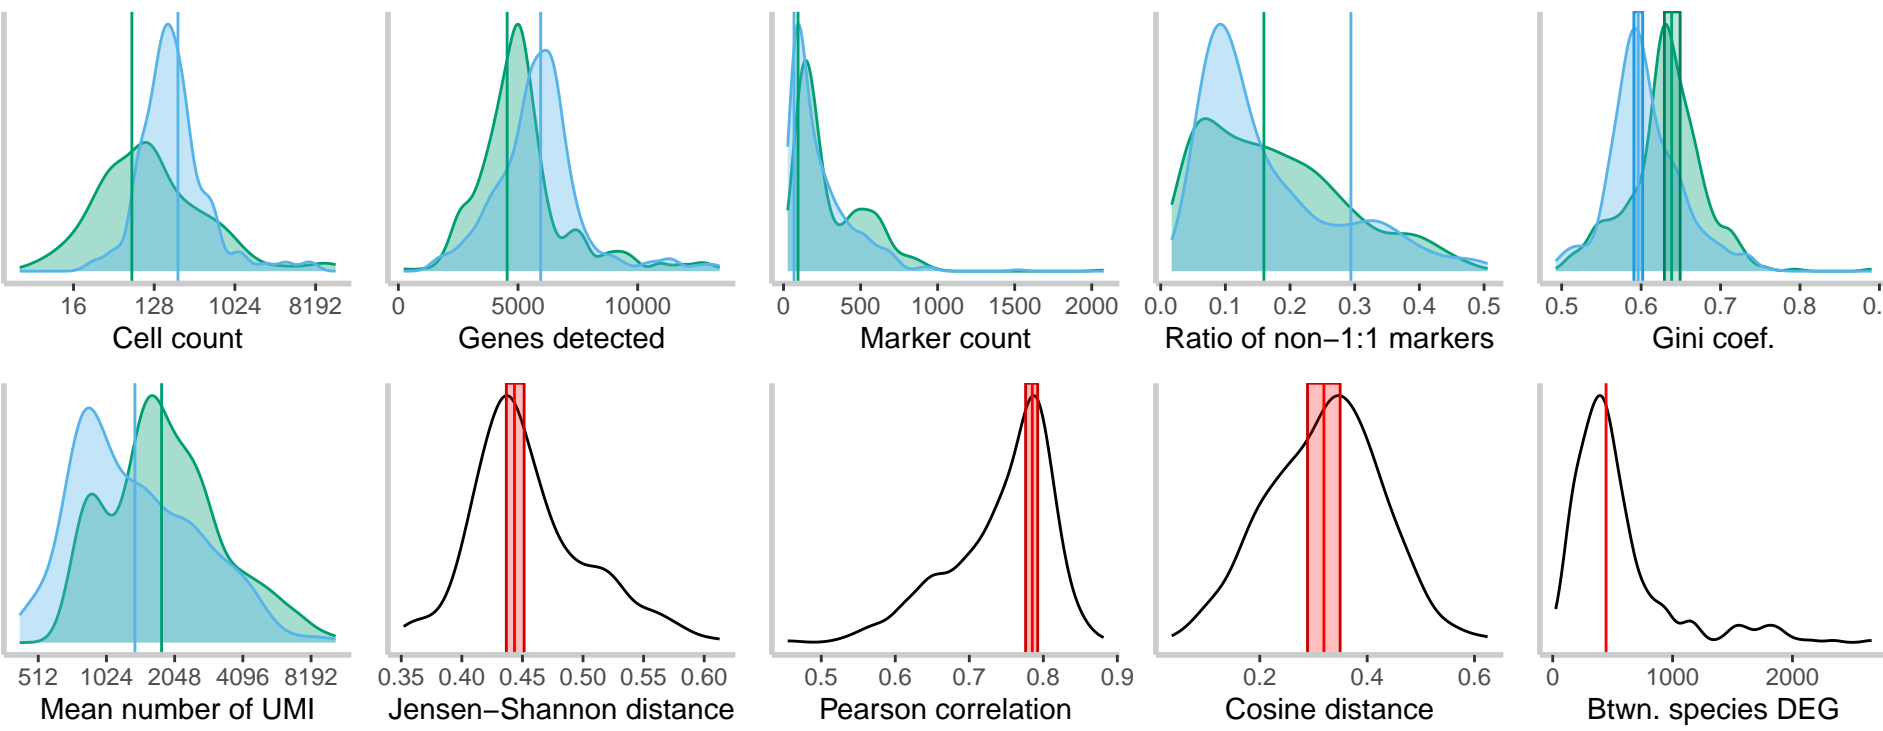 16 128 1024 8192
Cell count
0 5000 10000
Genes detected
0 500 1000 1500 2000
Marker count
0.0 0.1 0.2 0.3 0.4 0.5
Ratio of non−1:1 markers
0.5 0.6 0.7 0.8 0.
Gini coef.
512 1024 2048 4096 8192
Mean number of UMI
0.35 0.40 0.45 0.50 0.55 0.60
Jensen−Shannon distance
0.5 0.6 0.7 0.8 0.9
Pearson correlation
0.2 0.4 0.6
Cosine distance
0 1000 2000
Btwn. species DEG